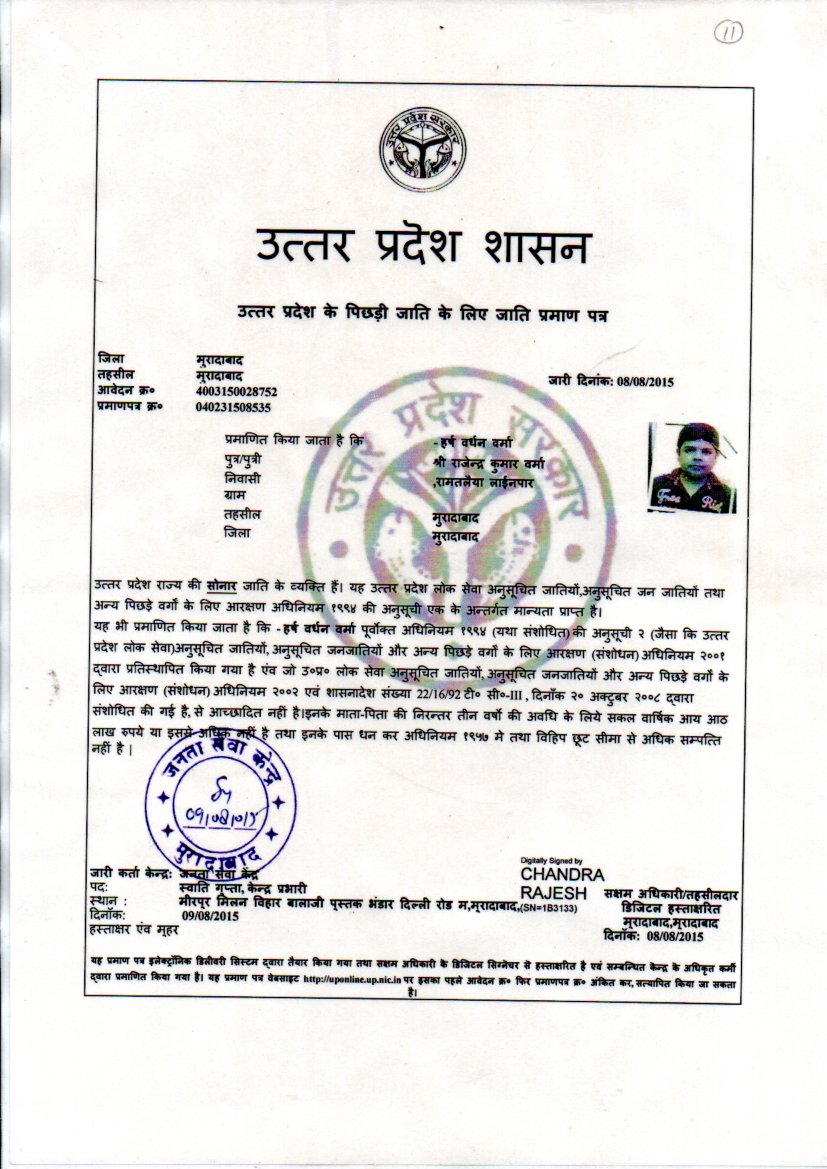 11
उत्तर प्रदेश सरकार
उत्तर प्रदेश शासन
उत्तर प्रदेश के पिछड़ी जाति के लिए जाति प्रमाण पत्र
जिला मुरादाबाद
तहसील मुरादाबाद
आवेदन क्र० 4003150028752
प्रमाणपत्र क्र० 040231508535
जारी दिनांक: 08/08/2015
उत्तर प्रदेश सरकार
प्रमाणित किया जाता है कि - हर्ष वर्धन वर्मा
पुत्र/पुत्री श्री राजेन्द्र कुमार वर्मा
निवासी ,रामतलैया लाईनपार
ग्राम
तहसील मुरादाबाद
जिला मुरादाबाद
उत्तर प्रदेश राज्य की सोनार जाति के व्यक्ति हैं। यह उत्तर प्रदेश लोक सेवा अनुसूचित जातियों,अनुसूचित जन जातियों तथा
अन्य पिछड़े वर्गों के लिए आरक्षण अधिनियम १९९४ की अनुसूची एक के अन्तर्गत मान्यता प्राप्त है।
यह भी प्रमाणित किया जाता है कि - हर्ष वर्धन वर्मा पूर्वोक्त अधिनियम १९९४ (यथा संशोधित) की अनुसूची २ (जैसा कि उत्तर
प्रदेश लोक सेवा)अनुसूचित जातियों, अनुसूचित जनजातियों और अन्य पिछड़े वर्गों के लिए आरक्षण (संशोधन) अधिनियम २००१
द्वारा प्रतिस्थापित किया गया है एंव जो उ०प्र० लोक सेवा अनुसूचित जातियों, अनुसूचित जनजातियों और अन्य पिछड़े वर्गों के
लिए आरक्षण (संशोधन) अधिनियम २००२ एवं शासनादेश संख्या 22/16/92 टी० सी०-III , दिनाँक २० अक्टूबर २००८ द्वारा
संशोधित की गई है, से आच्छादित नहीं है।इनके माता-पिता की निरन्तर तीन वर्षो की अवधि के लिये सकल वार्षिक आय आठ
लाख रुपये या इससे अधिक नहीं है तथा इनके पास धन कर अधिनियम १९५७ मे तथा विहिप छूट सीमा से अधिक सम्पत्ति
नहीं है ।
जनता सेवा केन्द्र
09/08/015
मुरादाबाद
जारी कर्ता केन्द्र: जनता सेवा केंद्र
पद: स्वाति गुप्ता, केन्द्र प्रभारी
स्थान : मीरपूर मिलन विहार बालाजी पुस्तक भंडार दिल्ली रोड म,मुरादाबाद,
दिनाँक: 09/08/2015
हस्ताक्षर एंव मूहर
Digitally Signed by
CHANDRA
RAJESH
(SN=1B3133)
सक्षम अधिकारी/तहसीलदार
डिजिटल हस्ताक्षरित
मुरादाबाद,मुरादाबाद
दिनाँक: 08/08/2015
यह प्रमाण पत्र इलेक्ट्रॉनिक डिलीवरी सिस्टम द्वारा तैयार किया गया तथा सक्षम अधिकारी के डिजिटल सिग्नेचर से हस्ताक्षरित है एवं सम्बन्धित केन्द्र के अधिकृत कर्मी
द्वारा प्रमाणित किया गया है। यह प्रमाण पत्र वेबसाइट http://uponline.up.nic.in पर इसका पहले आवेदन क्र० फिर प्रमाणपत्र क्र० अंकित कर, सत्यापित किया जा सकता
है।